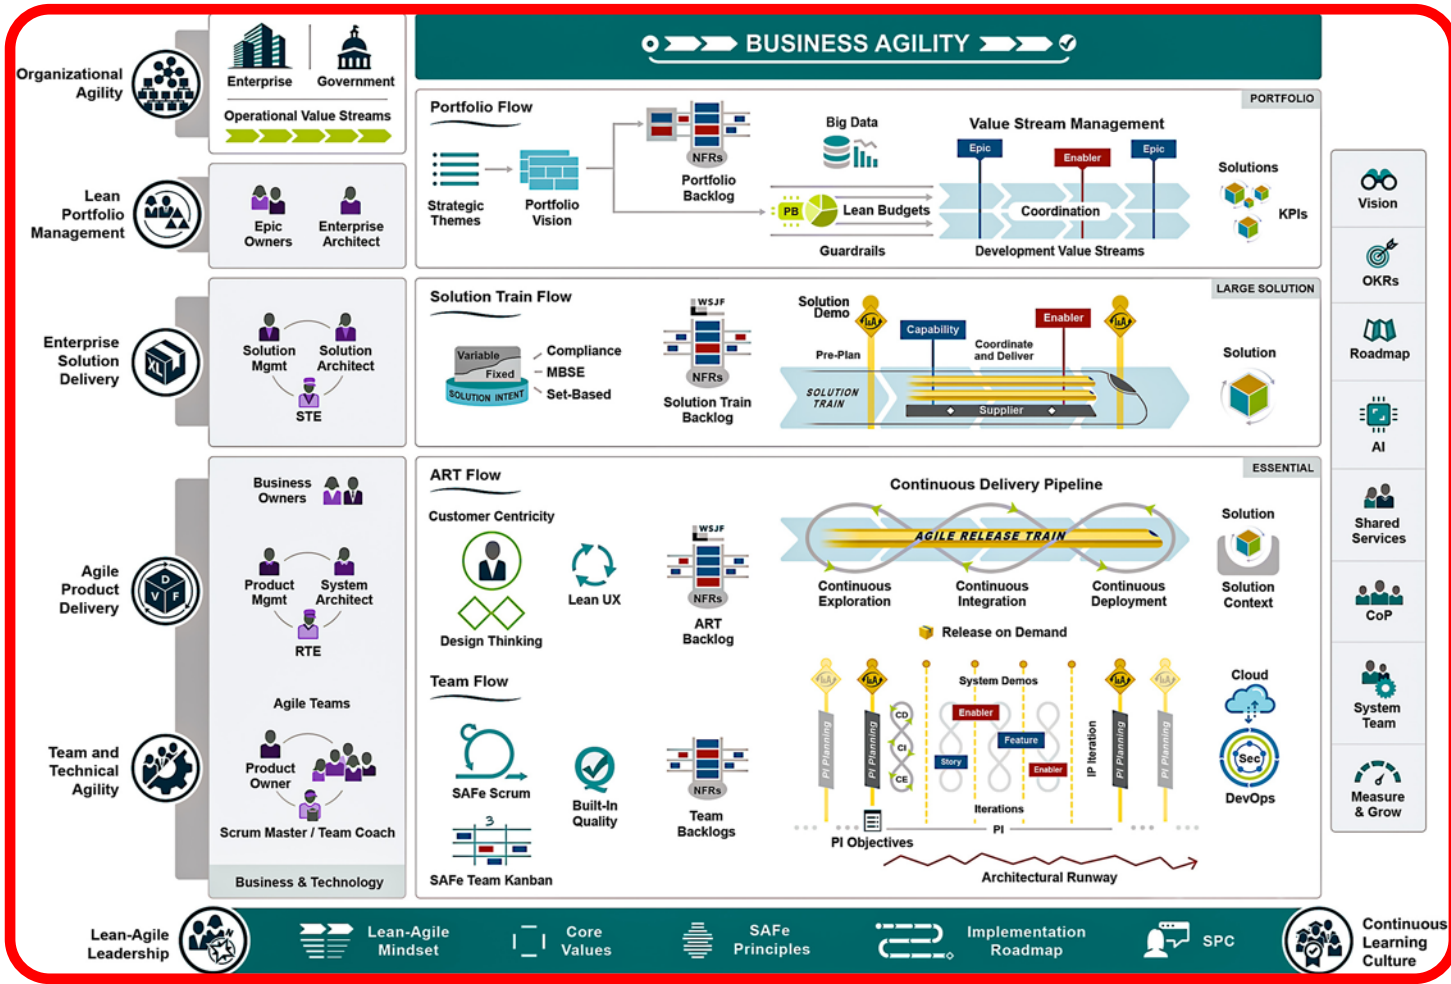 Organizational
Agility
Enterprise
Government
Operational Value Streams
BUSINESS AGILITY
Lean
Portfolio
Management
Epic
Owners
Enterprise
Architect
PORTFOLIO
Portfolio Flow
Strategic
Themes
Portfolio
Vision
NFRs
Portfolio
Backlog
Big Data
PB
Lean Budgets
Guardrails
Value Stream Management
Epic
Enabler
Epic
Coordination
Development Value Streams
Solutions
KPIs
Enterprise
Solution
Delivery
XL
Solution
Mgmt
Solution
Architect
STE
LARGE SOLUTION
Solution Train Flow
Variable
Fixed
SOLUTION INTENT
Compliance
MBSE
Set-Based
WSJF
NFRs
Solution Train
Backlog
Solution
Demo
I&A
Pre-Plan
Capability
Coordinate
and Deliver
Enabler
I&A
SOLUTION
TRAIN
Supplier
Solution
Agile
Product
Delivery
D
V
F
Business
Owners
Product
Mgmt
System
Architect
RTE
ESSENTIAL
ART Flow
Customer Centricity
Lean UX
Design Thinking
WSJF
NFRs
ART
Backlog
Continuous Delivery Pipeline
AGILE RELEASE TRAIN
Continuous
Exploration
Continuous
Integration
Continuous
Deployment
Release on Demand
Solution
Solution
Context
Team and
Technical
Agility
Agile Teams
Product
Owner
Scrum Master / Team Coach
Business & Technology
Team Flow
SAFe Scrum
Built-In
Quality
3
SAFe Team Kanban
NFRs
Team
Backlogs
I&A
I&A
System Demos
I&A
I&A
PI Planning
PI Planning
CD
CI
CE
Enabler
Story
Feature
Enabler
IP Iteration
PI Planning
PI Planning
Iterations
PI
PI Objectives
Architectural Runway
Cloud
Sec
DevOps
Vision
OKRs
Roadmap
AI
Shared
Services
CoP
System
Team
Measure
& Grow
Lean-Agile
Leadership
N
Lean-Agile
Mindset
Core
Values
SAFe
Principles
Implementation
Roadmap
SPC
Continuous
Learning
Culture